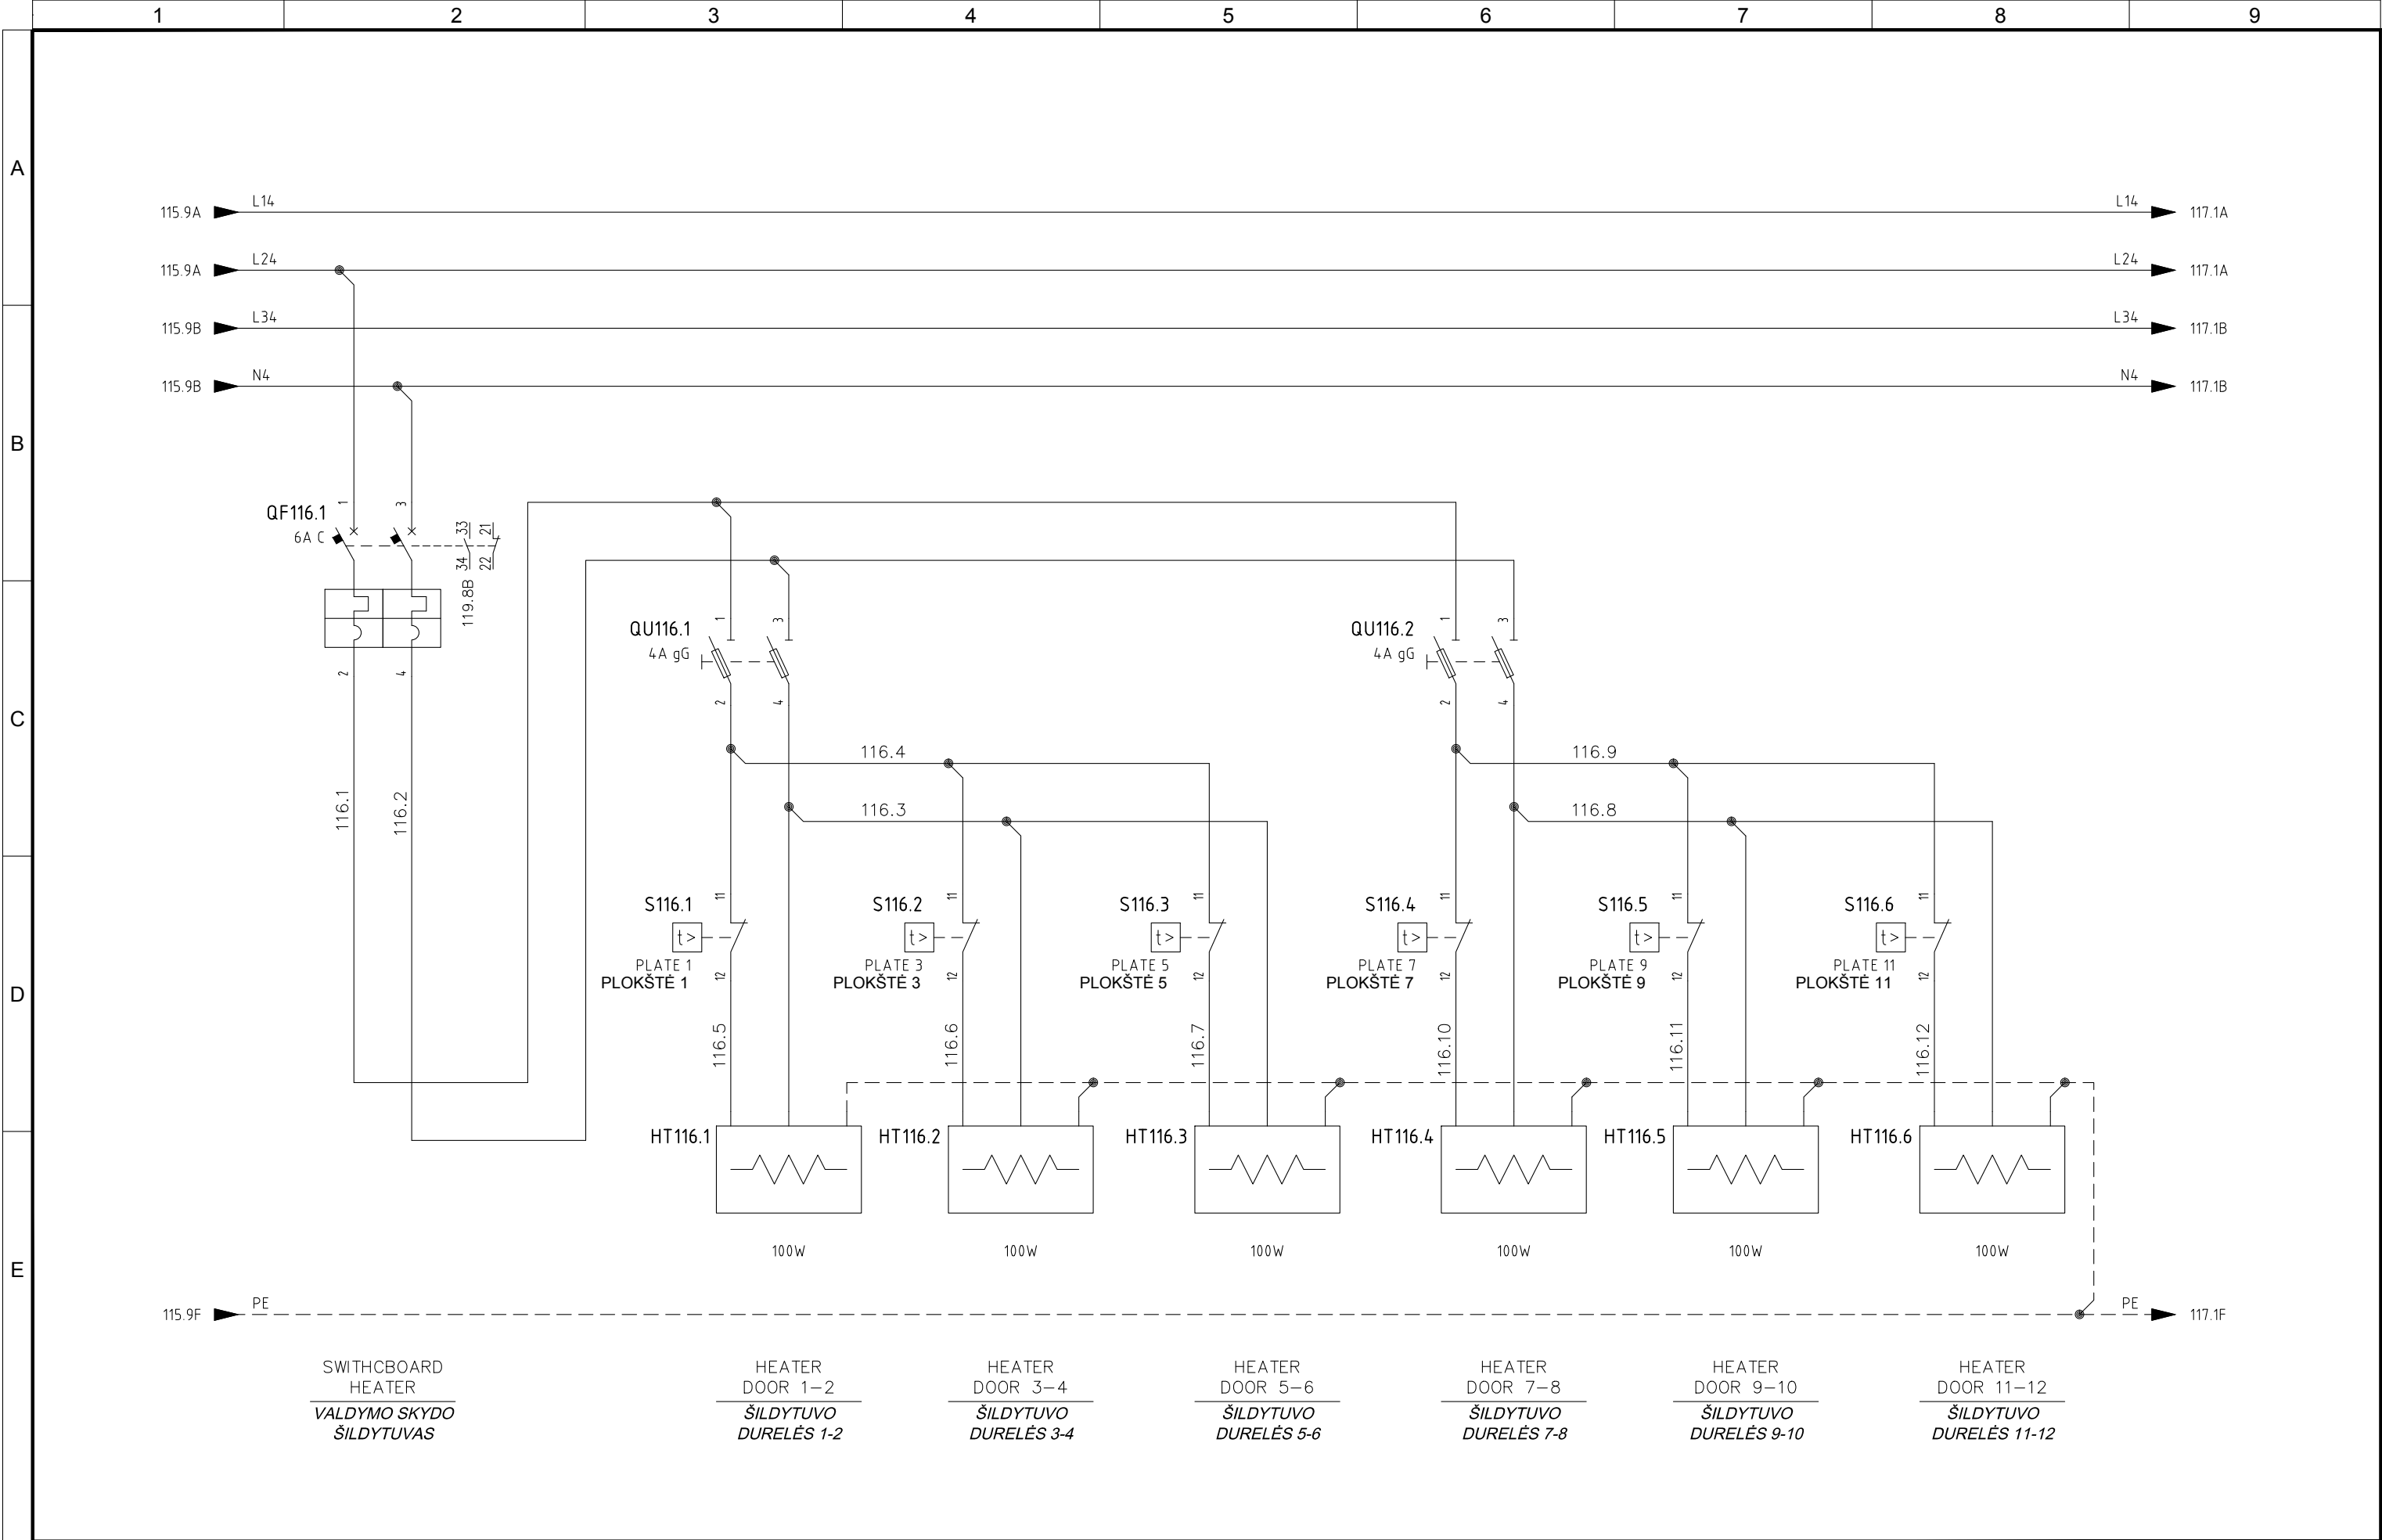 1 2 3 4 5 6 7 8 9
A
115.9A L14 L14 117.1A
115.9A L24 L24 117.1A
115.9B L34 L34 117.1B
115.9B N4 N4 117.1B
B
QF116.1 1 3
6A C 33 21
34 22
119.8B
2 4
QU116.1 1 3 QU116.2 1 3
4A gG 4A gG
2 4 2 4
C
116.4 116.9
116.3 116.8
116.1 116.2
S116.1 11 S116.2 11 S116.3 11 S116.4 11 S116.5 11 S116.6 11
t> t> t> t> t> t>
PLATE 1 PLATE 3 PLATE 5 PLATE 7 PLATE 9 PLATE 11
PLOKŠTĖ 1 PLOKŠTĖ 3 PLOKŠTĖ 5 PLOKŠTĖ 7 PLOKŠTĖ 9 PLOKŠTĖ 11
12 12 12 12 12 12
D
116.5 116.6 116.7 116.10 116.11 116.12
HT116.1 HT116.2 HT116.3 HT116.4 HT116.5 HT116.6
100W 100W 100W 100W 100W 100W
E
115.9F PE PE 117.1F
SWITHCBOARD
HEATER
VALDYMO SKYDO
ŠILDYTUVAS
HEATER
DOOR 1-2
ŠILDYTUVO
DURELĖS 1-2
HEATER
DOOR 3-4
ŠILDYTUVO
DURELĖS 3-4
HEATER
DOOR 5-6
ŠILDYTUVO
DURELĖS 5-6
HEATER
DOOR 7-8
ŠILDYTUVO
DURELĖS 7-8
HEATER
DOOR 9-10
ŠILDYTUVO
DURELĖS 9-10
HEATER
DOOR 11-12
ŠILDYTUVO
DURELĖS 11-12